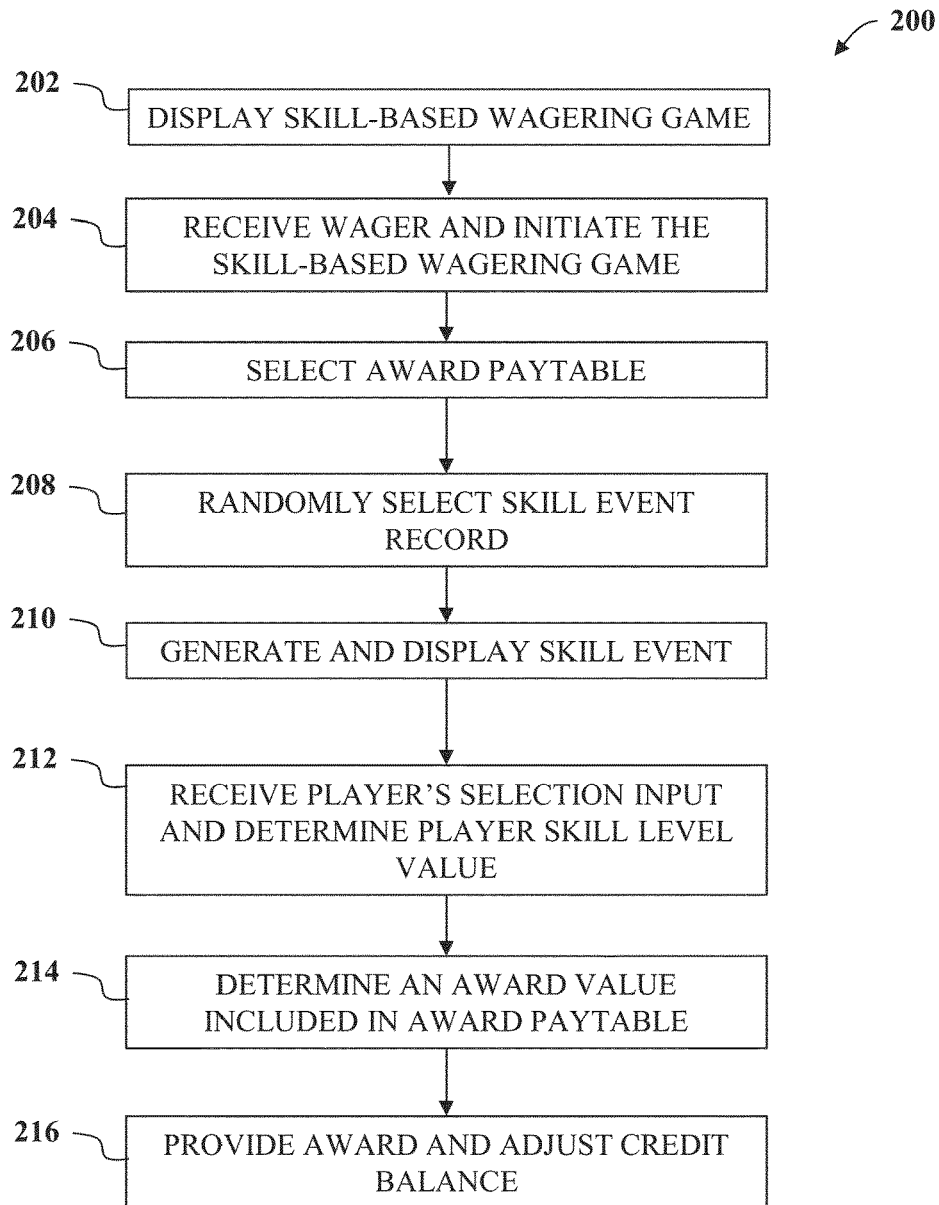 200
202
DISPLAY SKILL-BASED WAGERING GAME
204
RECEIVE WAGER AND INITIATE THE
SKILL-BASED WAGERING GAME
206
SELECT AWARD PAYTABLE
208
RANDOMLY SELECT SKILL EVENT
RECORD
210
GENERATE AND DISPLAY SKILL EVENT
212
RECEIVE PLAYER'S SELECTION INPUT
AND DETERMINE PLAYER SKILL LEVEL
VALUE
214
DETERMINE AN AWARD VALUE
INCLUDED IN AWARD PAYTABLE
216
PROVIDE AWARD AND ADJUST CREDIT
BALANCE